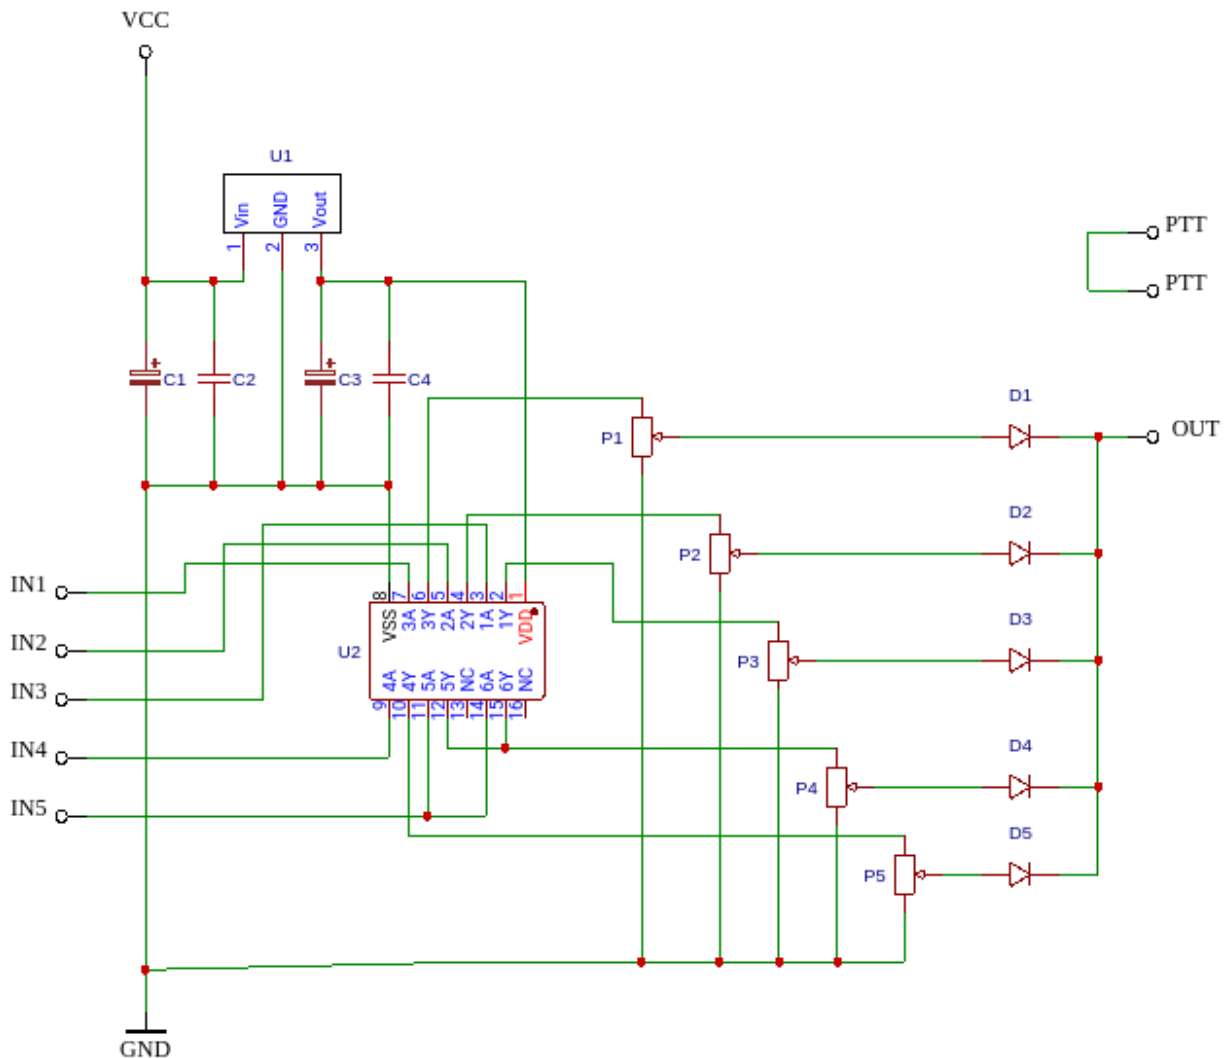 VCC
U1
Vin
GND
Vout
1
2
3
PTT
PTT
C1
C2
C3
C4
D1
P1
OUT
D2
P2
IN1
8
7
6
5
4
3
2
1
VSS
3A
3Y
2A
2Y
1A
1Y
VDD
D3
IN2
U2
P3
IN3
4A
4Y
5A
5Y
NC
6A
6Y
NC
9
10
11
12
13
14
15
16
IN4
D4
P4
IN5
D5
P5
GND